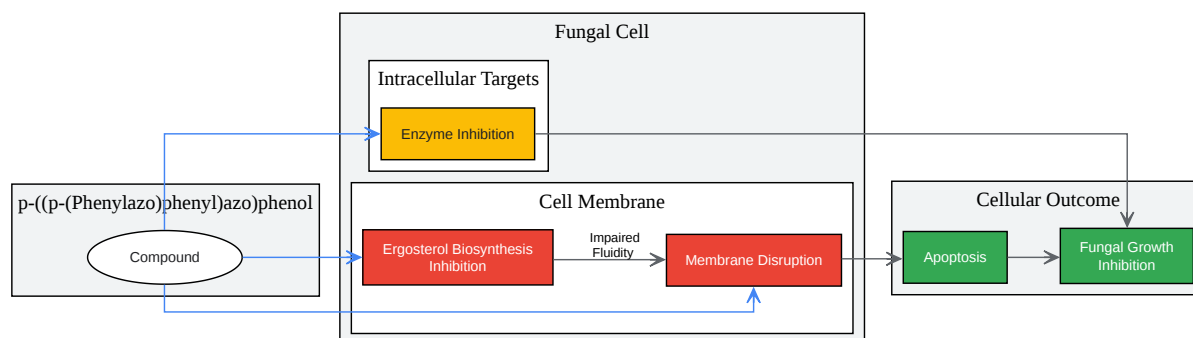 Fungal Cell
Intracellular Targets
Enzyme Inhibition
p-((p-(Phenylazo)phenyl)azo)phenol
Compound
Cell Membrane
Ergosterol Biosynthesis
Inhibition
Impaired
Fluidity
Membrane Disruption
Cellular Outcome
Apoptosis
Fungal Growth
Inhibition